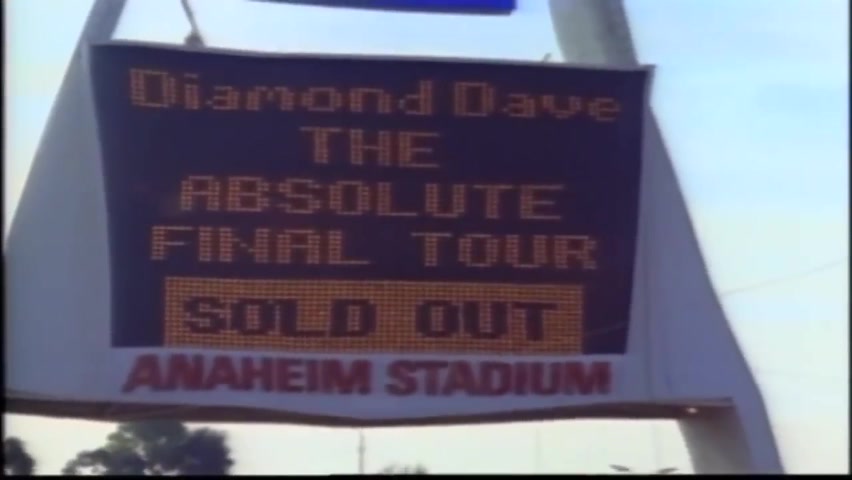 Diamond Dave
THE
ABSOLUTE
FINAL TOUR
SOLD OUT
ANAHEIM STADIUM